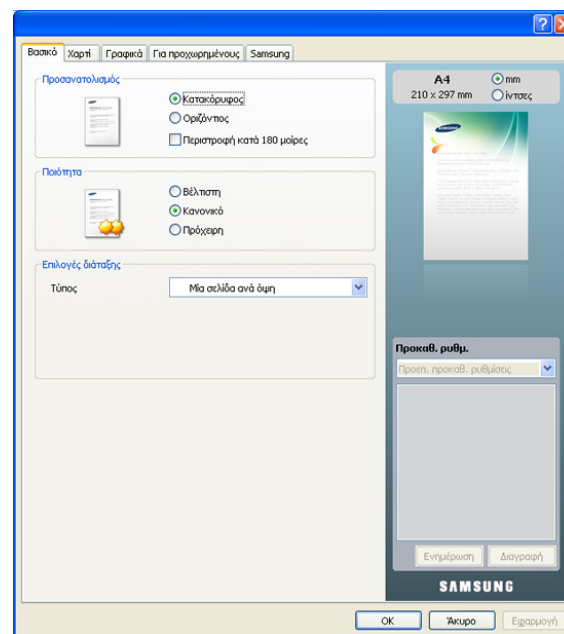 Βασικό Χαρτί Γραφικά Για προχωρημένους Samsung
Προσανατολισμός
Κατακόρυφος
Οριζόντιος
Περιστροφή κατά 180 μοίρες
Ποιότητα
Βέλτιστη
Κανονικό
Πρόχειρη
Επιλογές διάταξης
Τύπος Μία σελίδα ανά όψη
A4 mm
210 x 297 mm ίντσες
SAMSUNG
Προκαθ. ρυθμ.
Προεπ. προκαθ. ρυθμίσεις
Ενημέρωση Διαγραφή
SAMSUNG
OK Άκυρο Εφαρμογή